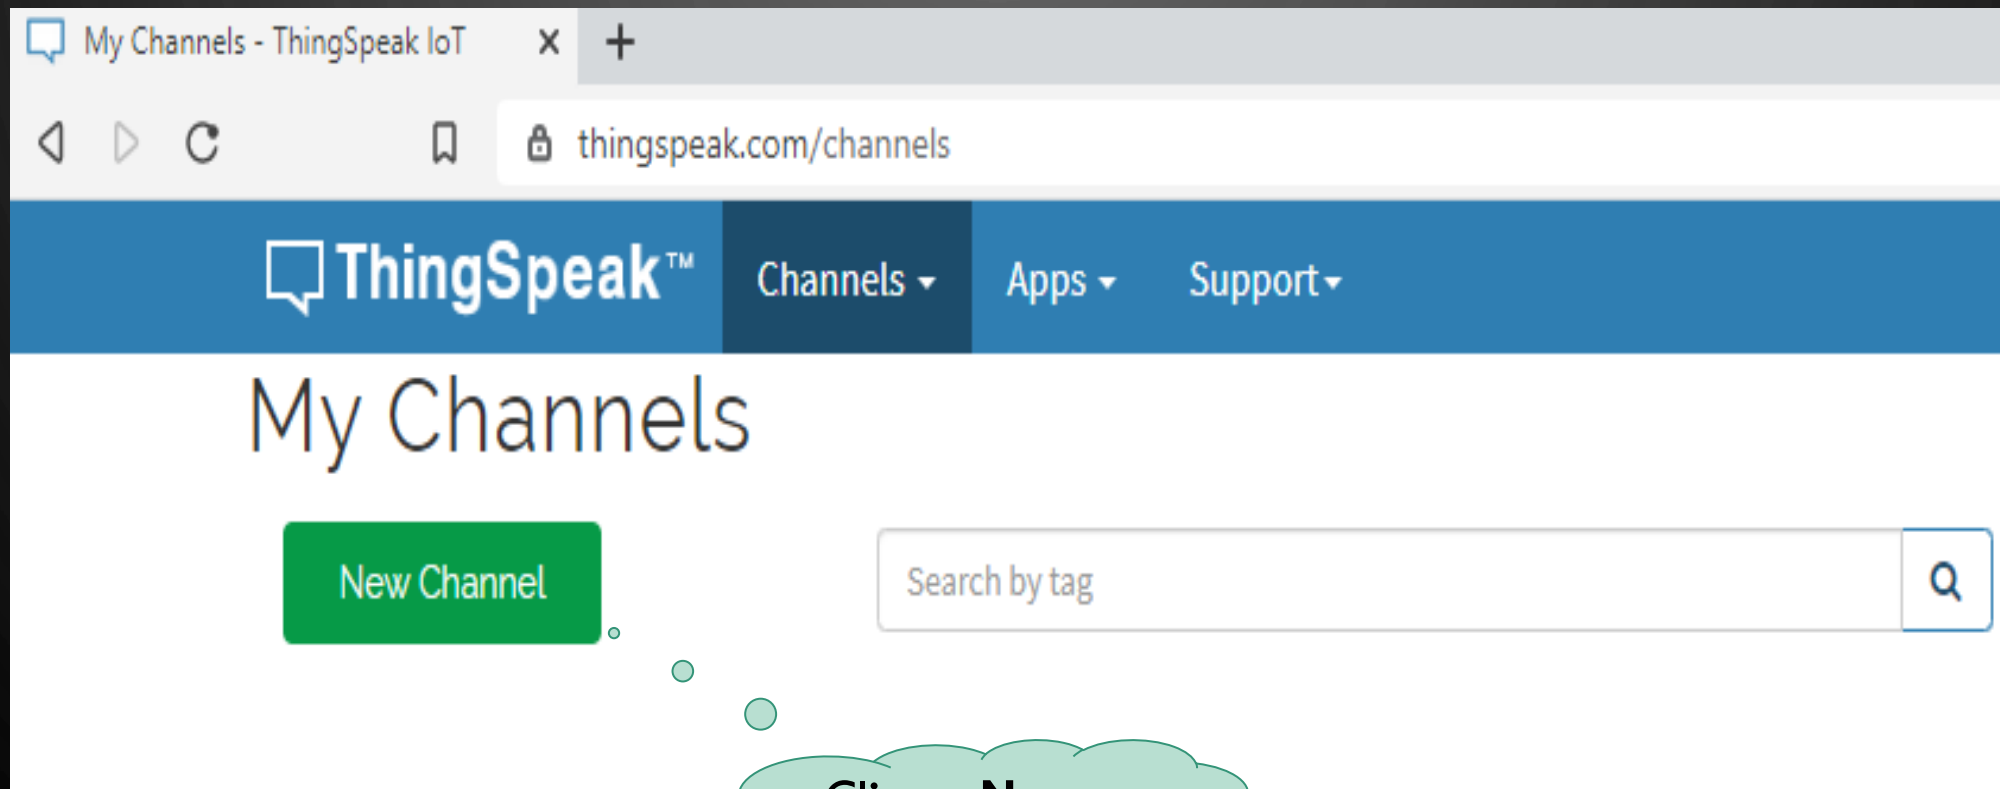 My Channels - ThingSpeak IoT
thingspeak.com/channels
ThingSpeak™ Channels Apps Support
My Channels
New Channel
Search by tag